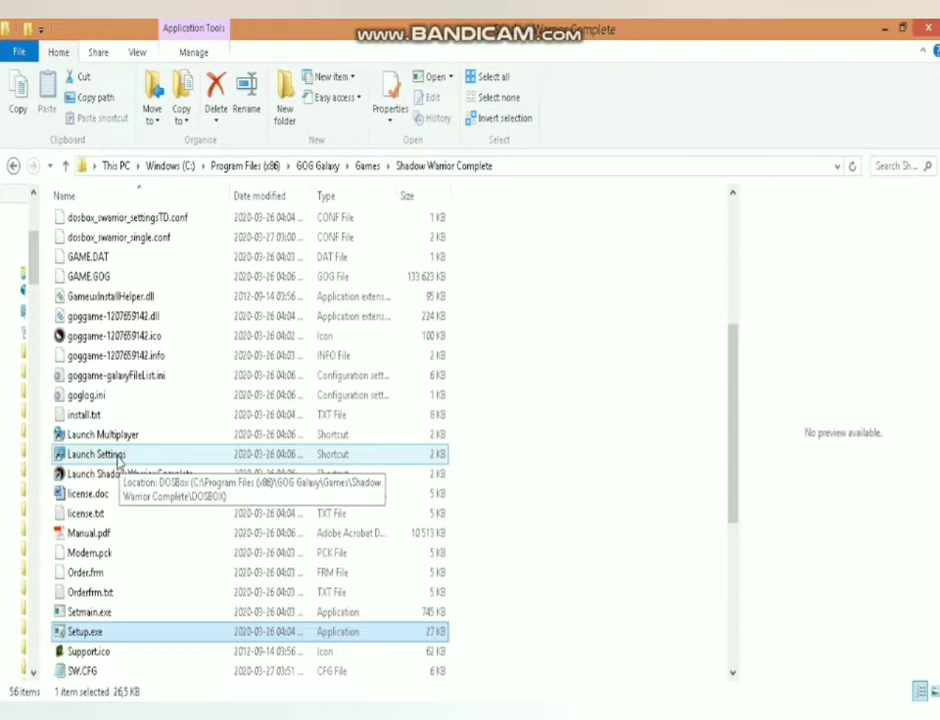 Application Tools
www.BANDICAM.com
Complete
File Home Share View Manage
Copy
Paste
Cut
Copy path
Paste shortcut
Clipboard
Move to
Copy to
Delete
Rename
Organise
New folder
New item
Easy access
New
Properties
Open
Edit
History
Open
Select all
Select none
Invert selection
Select
This PC Windows (C:) Program Files (x86) GOG Galaxy Games Shadow Warrior Complete
Search Sh...
Name Date modified Type Size
dosbox_swarrior_settingsTD.conf 2020-03-26 04:04 ... CONF File 1 KB
dosbox_swarrior_single.conf 2020-03-27 03:00 ... CONF File 2 KB
GAME.DAT 2020-03-26 04:03 ... DAT File 1 KB
GAME.GOG 2020-03-26 04:06 ... GOG File 133 623 KB
GameuxInstallHelper.dll 2012-09-14 03:56 ... Application extens... 95 KB
goggame-1207659142.dll 2020-03-26 04:06 ... Application extens... 224 KB
goggame-1207659142.ico 2020-03-26 04:02 ... Icon 100 KB
goggame-1207659142.info 2020-03-26 04:06 ... INFO File 2 KB
goggame-galaxyFileList.ini 2020-03-26 04:06 ... Configuration sett... 6 KB
goglog.ini 2020-03-26 04:06 ... Configuration sett... 4 KB
install.txt 2020-03-26 04:04 ... TXT File 8 KB
Launch Multiplayer 2020-03-26 04:06 ... Shortcut 2 KB
Launch Settings 2020-03-26 04:06 ... Shortcut 2 KB
Launch Shadow Warrior Complete 2020-03-26 04:06 ... Shortcut 2 KB
Location: DOSBox (C:\Program Files (x86)\GOG Galaxy\Games\Shadow
Warrior Complete\DOSBOX)
license.doc 5 KB
license.txt TXT File 5 KB
Manual.pdf 2020-03-26 04:03 ... Adobe Acrobat D... 10 513 KB
Modem.pck 2020-03-26 04:03 ... PCK File 5 KB
Order.frm 2020-03-26 04:03 ... FRM File 5 KB
Orderfrm.txt 2020-03-26 04:03 ... TXT File 5 KB
Setmain.exe 2020-03-26 04:03 ... Application 745 KB
Setup.exe 2020-03-26 04:04 ... Application 27 KB
Support.ico 2012-09-14 03:56 ... Icon 62 KB
SW.CFG 2020-03-27 03:51 ... CFG File 6 KB
No preview available.
56 items 1 item selected 26,5 KB